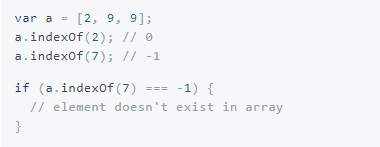 var a = [2, 9, 9];
a.indexOf(2); // 0
a.indexOf(7); // -1

if (a.indexOf(7) === -1) {
  // element doesn't exist in array
}